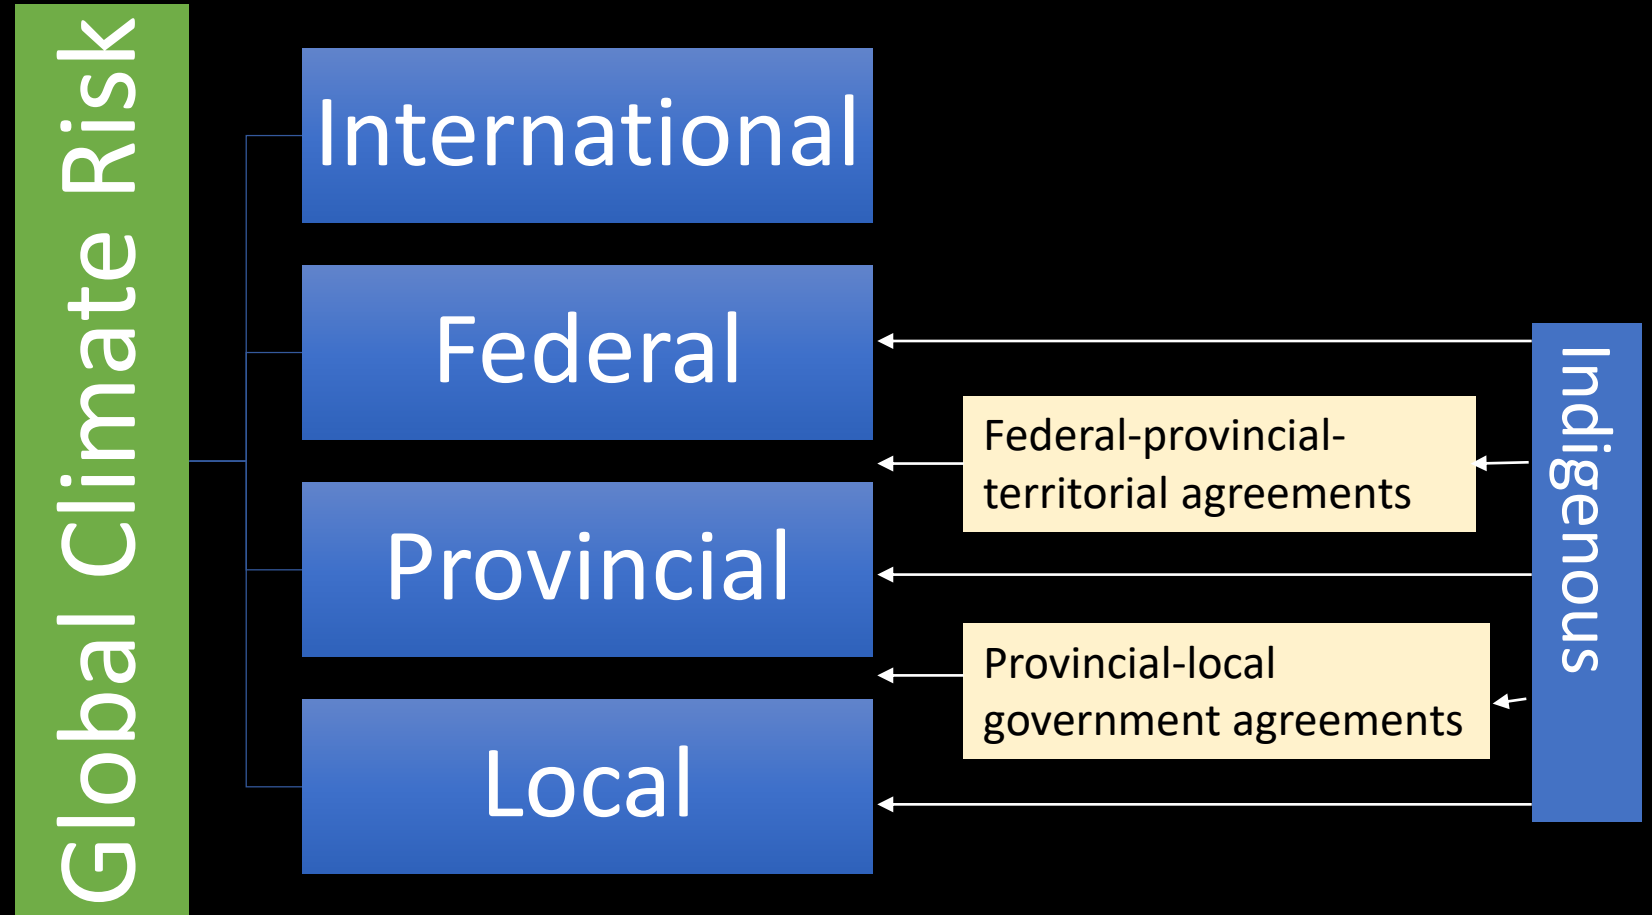 Global Climate Risk
International
Federal
Provincial
Local
Federal-provincial-
territorial agreements
Provincial-local
government agreements
Indigenous